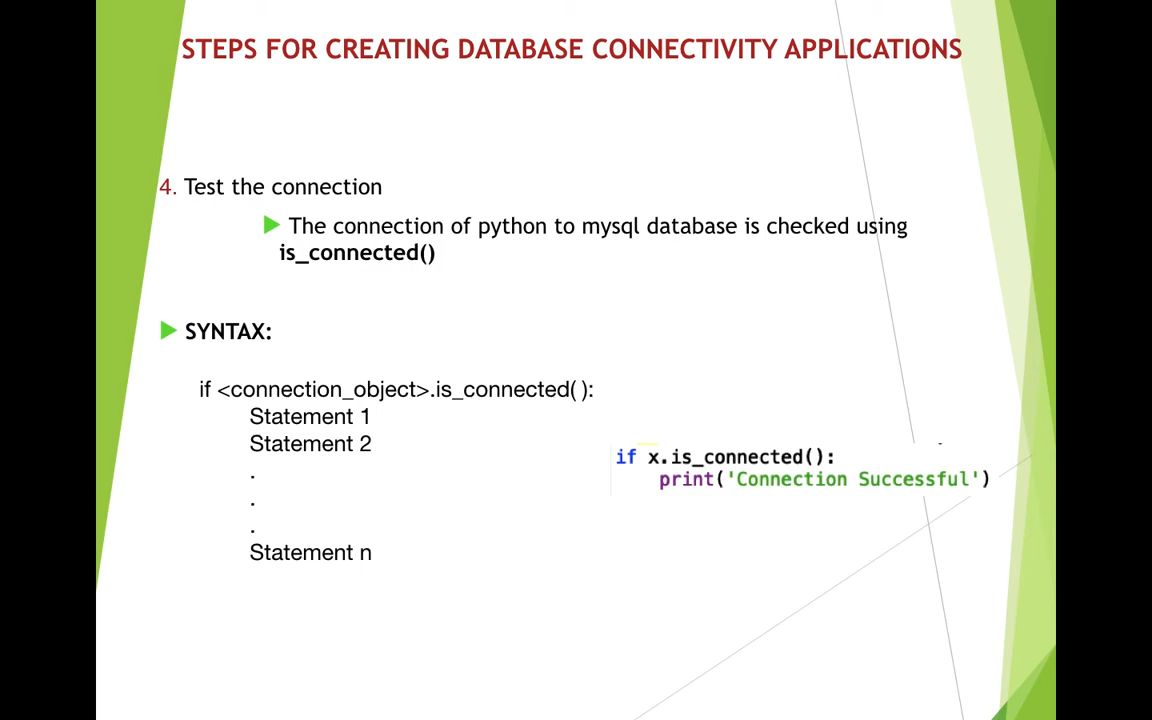 STEPS FOR CREATING DATABASE CONNECTIVITY APPLICATIONS
4. Test the connection
The connection of python to mysql database is checked using
is_connected()
SYNTAX:
if <connection_object>.is_connected( ):
Statement 1
Statement 2
.
.
.
Statement n
if x.is_connected():
print('Connection Successful')